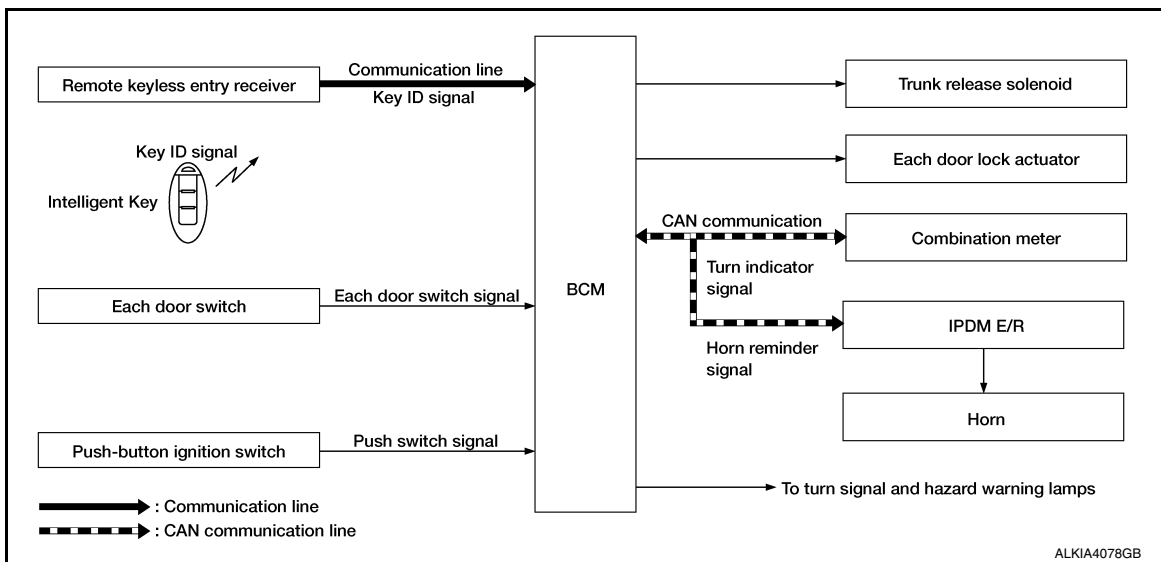 Remote keyless entry receiver
Communication line
Key ID signal
Key ID signal
Intelligent Key
Each door switch
Each door switch signal
Push-button ignition switch
Push switch signal
: Communication line
: CAN communication line
BCM
Trunk release solenoid
Each door lock actuator
CAN communication
Combination meter
Turn indicator
signal
IPDM E/R
Horn reminder
signal
Horn
To turn signal and hazard warning lamps
ALKIA4078GB